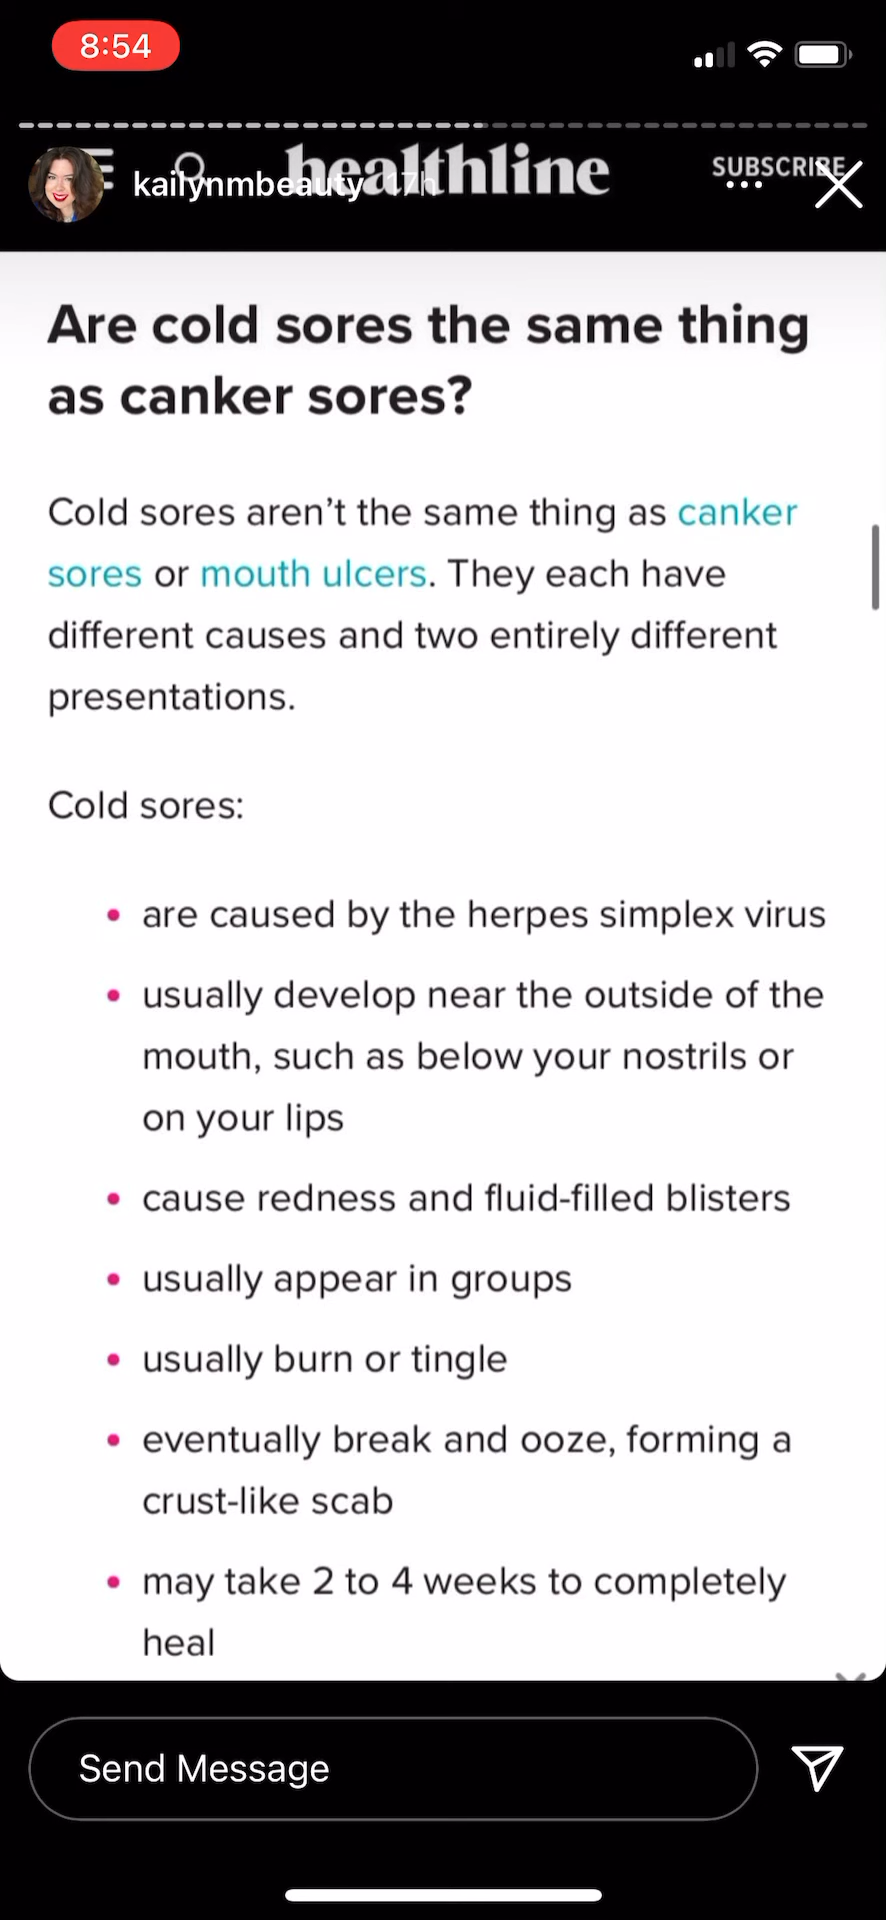 8:54
healthline
SUBSCRIBE
kailynmbeauty 17h
Are cold sores the same thing
as canker sores?
Cold sores aren’t the same thing as canker
sores or mouth ulcers. They each have
different causes and two entirely different
presentations.
Cold sores:
• are caused by the herpes simplex virus
• usually develop near the outside of the
mouth, such as below your nostrils or
on your lips
• cause redness and fluid-filled blisters
• usually appear in groups
• usually burn or tingle
• eventually break and ooze, forming a
crust-like scab
• may take 2 to 4 weeks to completely
heal
Send Message